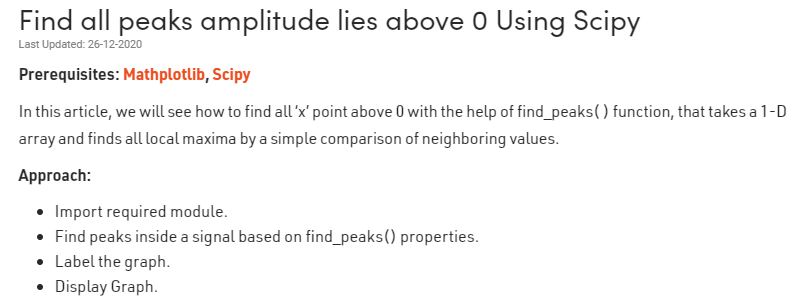 Find all peaks amplitude lies above 0 Using Scipy
Last Updated: 26-12-2020
Prerequisites: Mathplotlib, Scipy
In this article, we will see how to find all ‘x’ point above 0 with the help of find_peaks( ) function, that takes a 1-D
array and finds all local maxima by a simple comparison of neighboring values.
Approach:
• Import required module.
• Find peaks inside a signal based on find_peaks() properties.
• Label the graph.
• Display Graph.